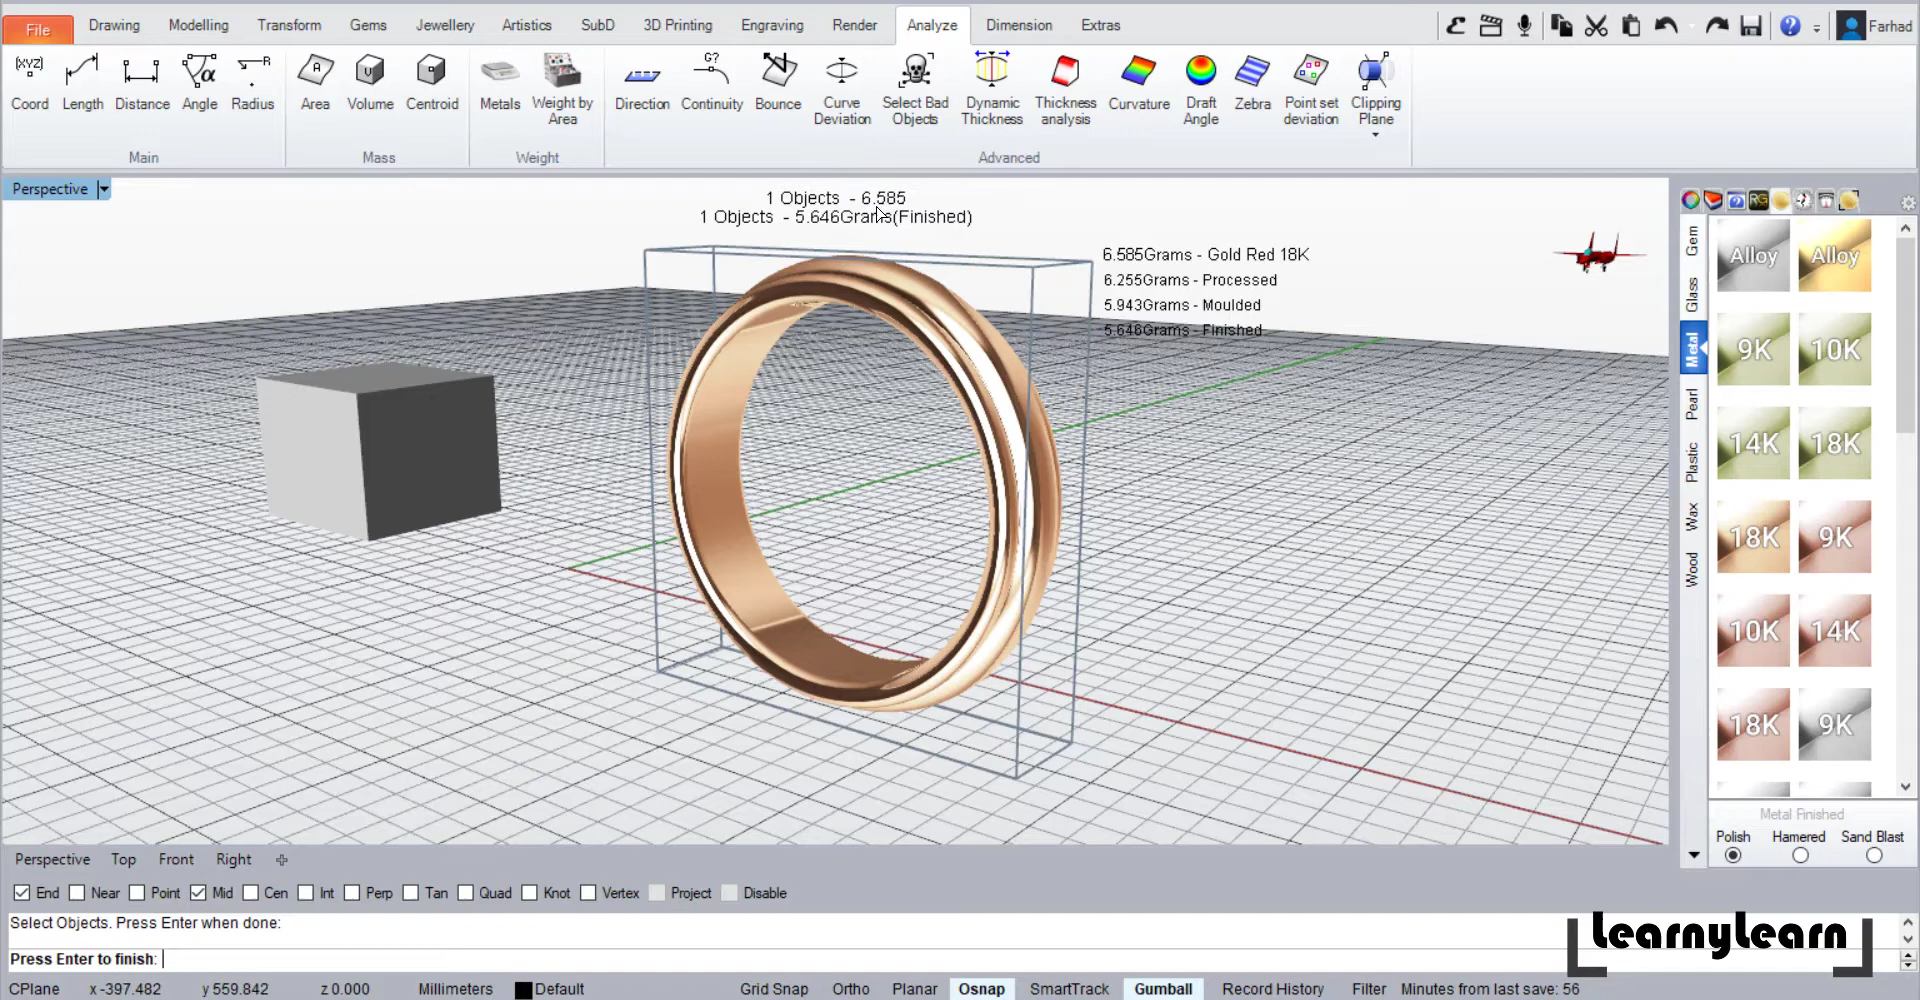 File
Drawing
Modelling
Transform
Gems
Jewellery
Artistics
SubD
3D Printing
Engraving
Render
Analyze
Dimension
Extras
Farhad
(XYZ)
Coord
Length
Distance
Angle
R
Radius
Main
A
Area
V
Volume
Centroid
Mass
Metals
Weight by
Area
Weight
Direction
G?
Continuity
Bounce
Curve
Deviation
Select Bad
Objects
Dynamic
Thickness
Thickness
analysis
Curvature
Draft
Angle
Zebra
Point set
deviation
Clipping
Plane
Advanced
Perspective
1 Objects - 6.585
1 Objects - 5.646Grams(Finished)
6.585Grams - Gold Red 18K
6.255Grams - Processed
5.943Grams - Moulded
5.646Grams - Finished
RG
Gem
Glass
Metal
Pearl
Plastic
Wax
Wood
Alloy Alloy
9K 10K
14K 18K
18K 9K
10K 14K
18K 9K
Metal Finished
Polish Hamered Sand Blast
Perspective Top Front Right
End Near Point Mid Cen Int Perp Tan Quad Knot Vertex Project Disable
Select Objects. Press Enter when done:
Press Enter to finish:
LearnyLearn
CPlane x -397.482 y 559.842 z 0.000 Millimeters Default Grid Snap Ortho Planar Osnap SmartTrack Gumball Record History Filter Minutes from last save: 56